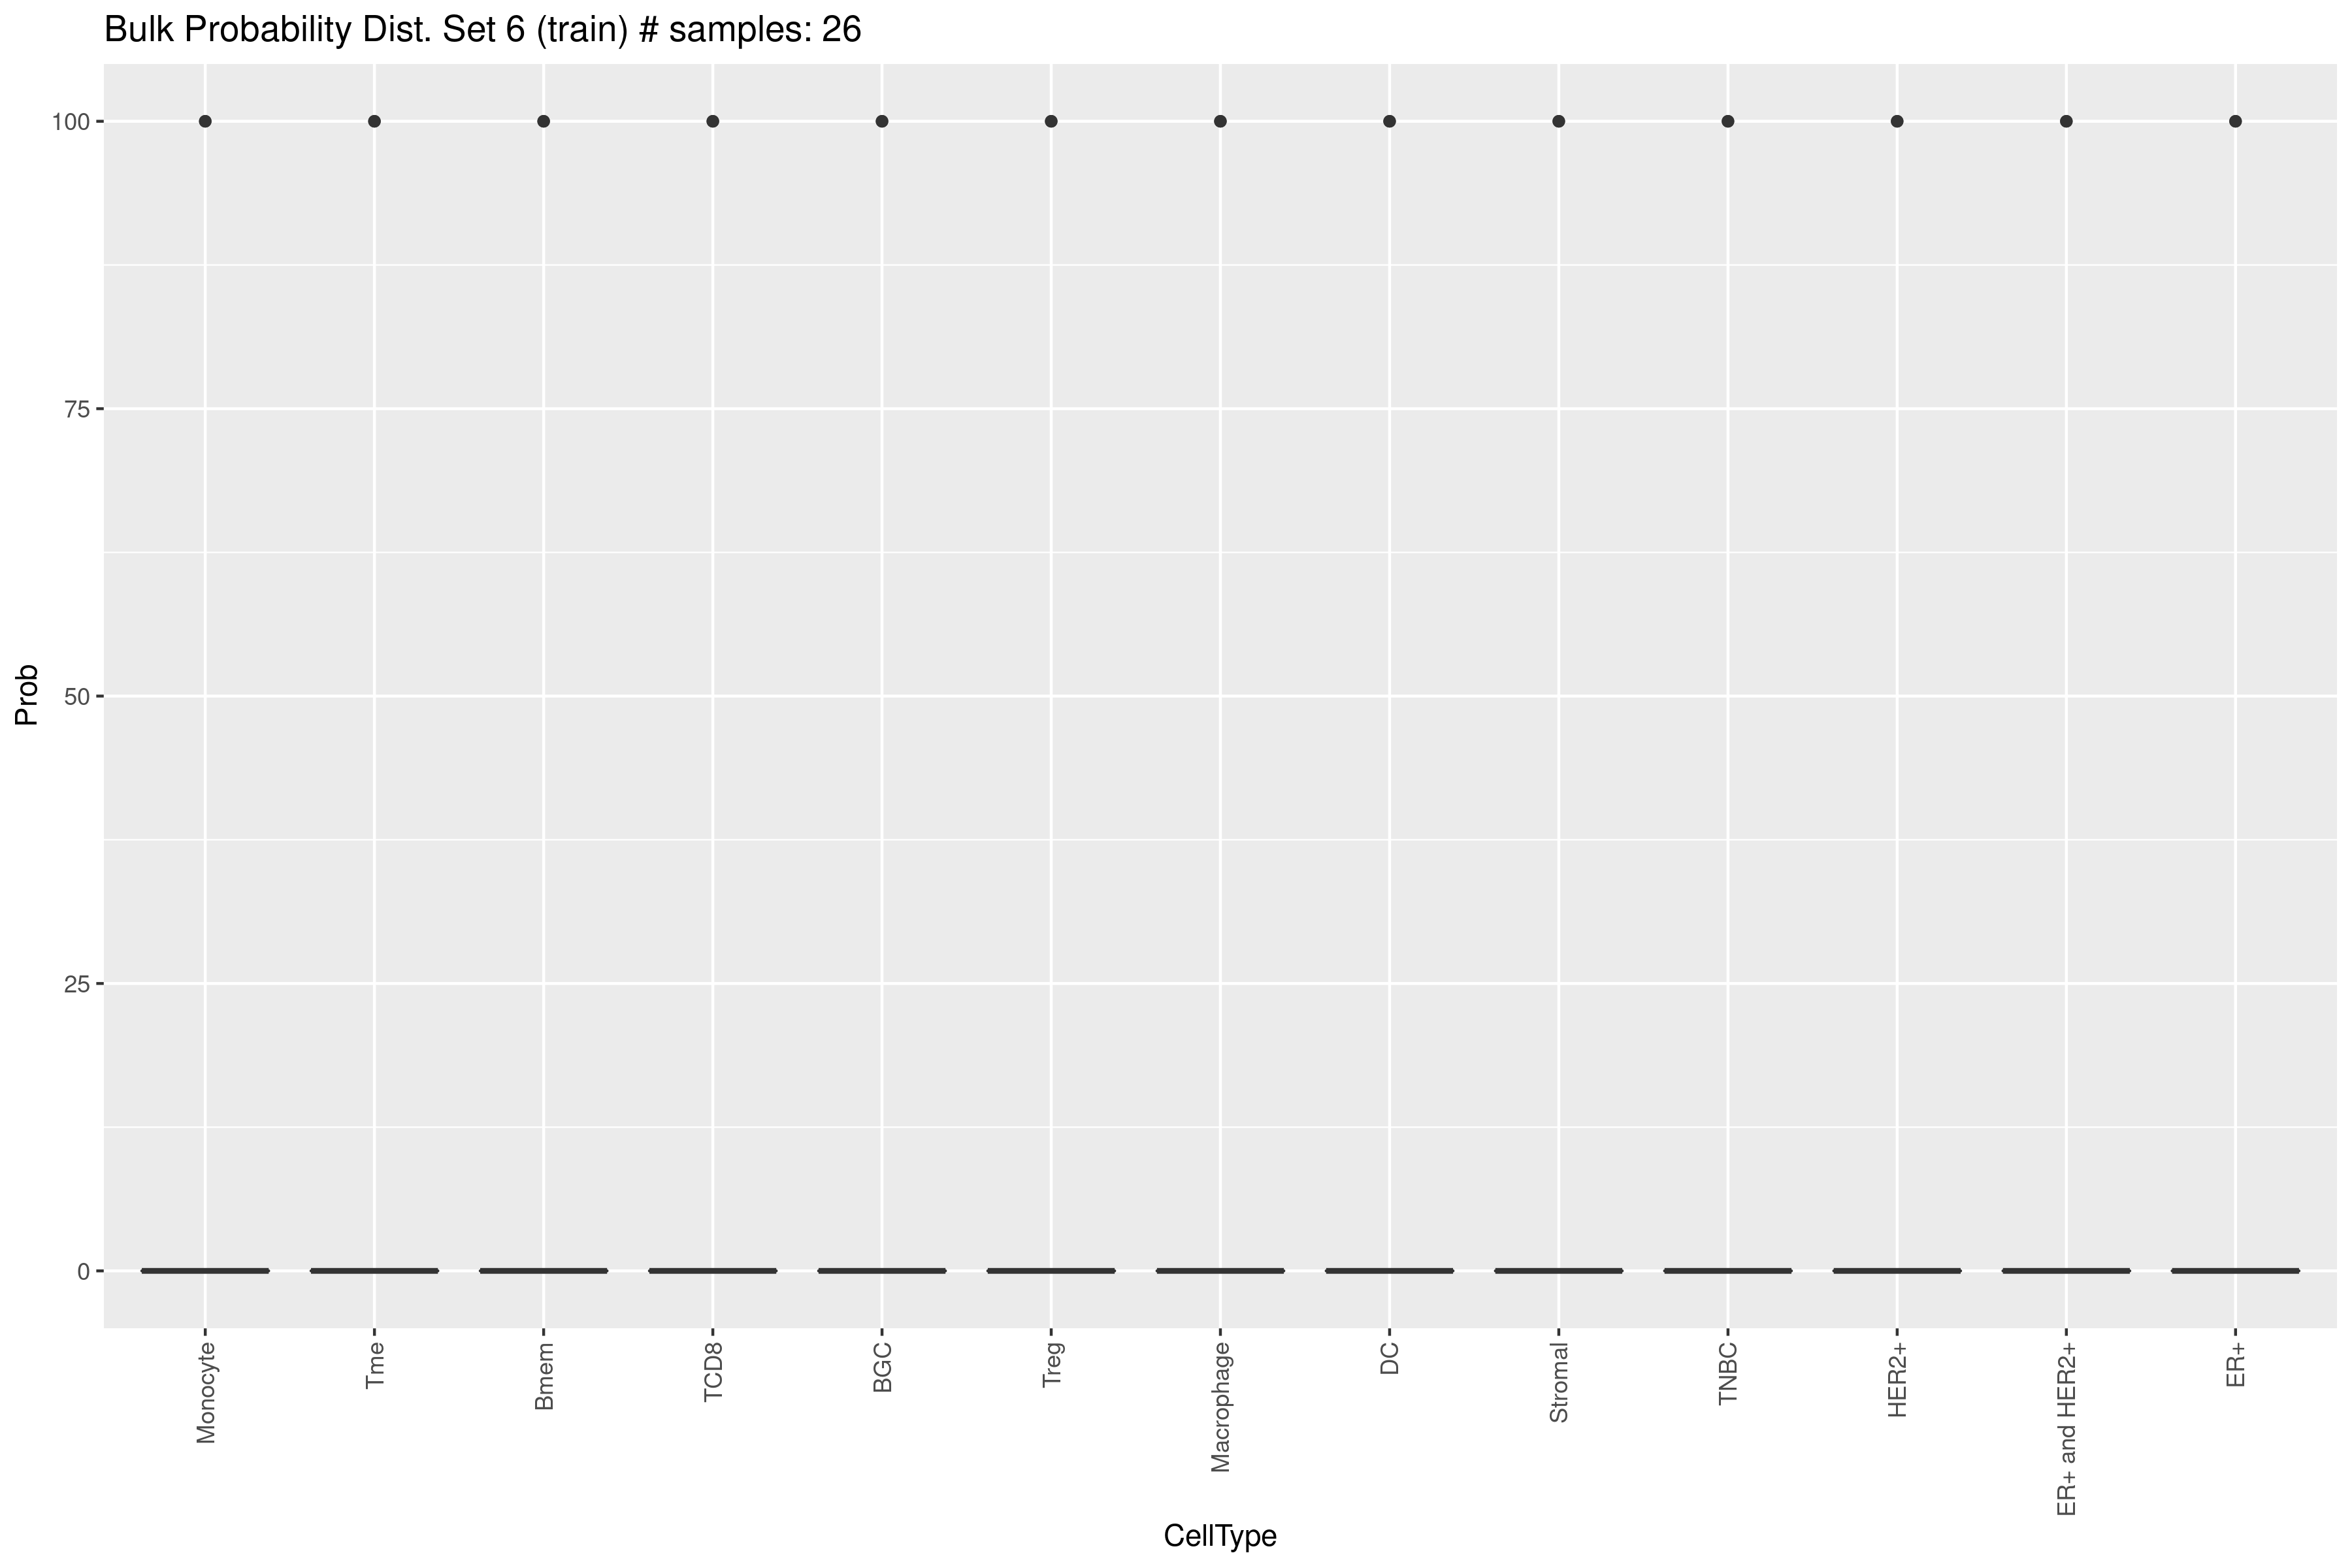 Bulk Probability Dist. Set 6 (train) # samples: 26
100
75
50
25
0
Prob
Monocyte
Tme
Bmem
TCD8
BGC
Treg
Macrophage
DC
Stromal
TNBC
HER2+
ER+ and HER2+
ER+
CellType